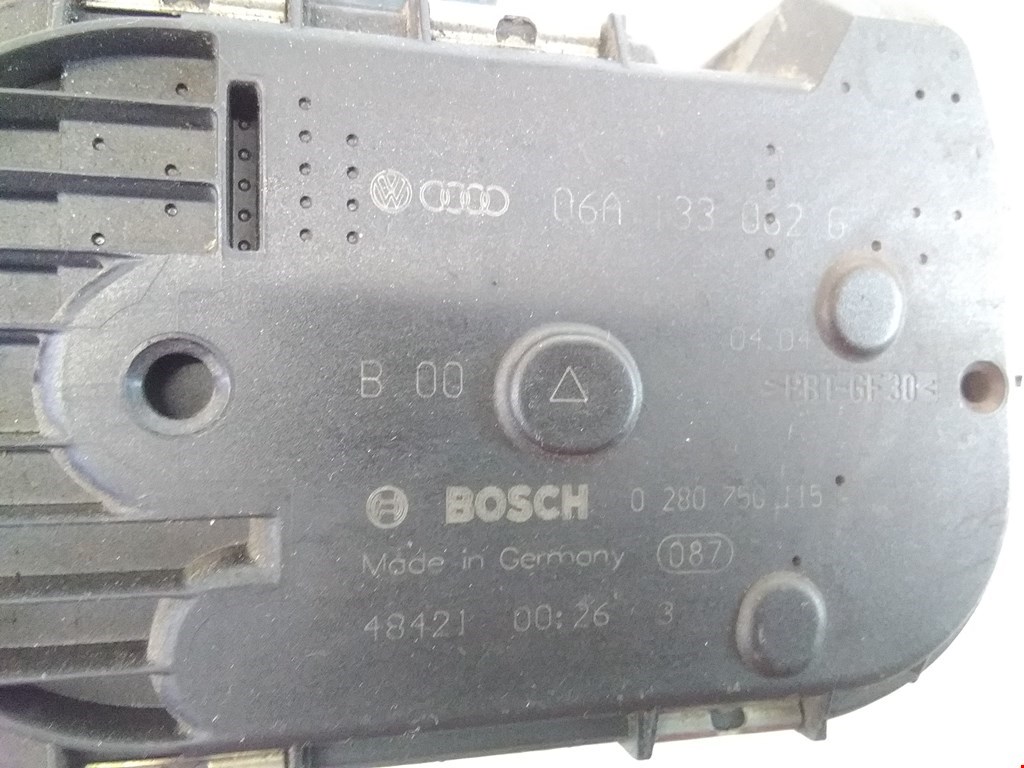 06A 133 062 G
04.04
B 00
>PBT-GF30<
BOSCH 0 280 750 115
Made in Germany 087
48421 00:26 3